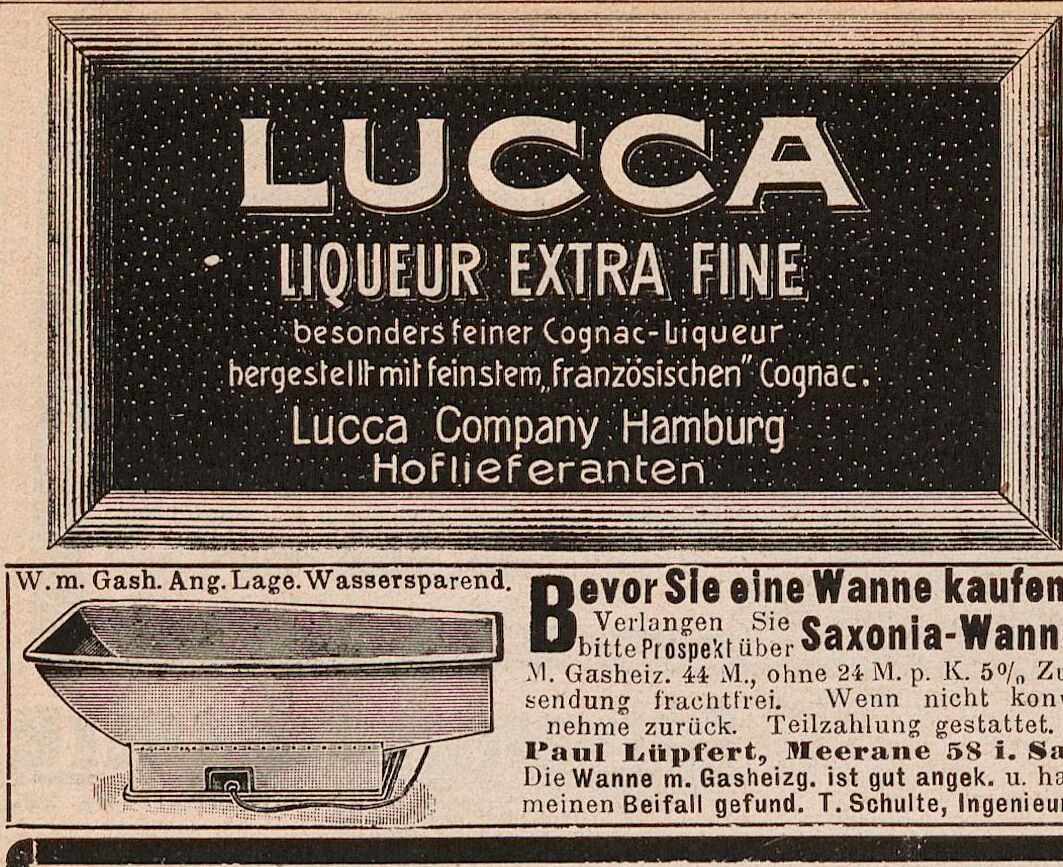 LUCCA
LIQUEUR EXTRA FINE
besonders feiner Cognac-Liqueur
hergestellt mit feinstem „französischen” Cognac.
Lucca Company Hamburg
Hoflieferanten
W. m. Gash. Ang. Lage. Wassersparend.
Bevor Sie eine Wanne kaufen
Verlangen Sie
bitte Prospekt über Saxonia-Wann
M. Gasheiz. 44 M., ohne 24 M. p. K. 5% Zu
sendung frachtfrei. Wenn nicht kon
nehme zurück. Teilzahlung gestattet.
Paul Lüpfert, Meerane 58 i. Sa
Die Wanne m. Gasheizg. ist gut angek. u. ha
meinen Beifall gefund. T. Schulte, Ingenieur